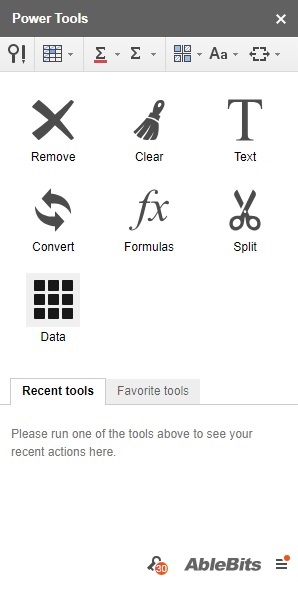 Power Tools ×
Σ Σ Aa
Remove Clear Text
Convert Formulas Split
Data
Recent tools Favorite tools
Please run one of the tools above to see your
recent actions here.
30 AbleBits